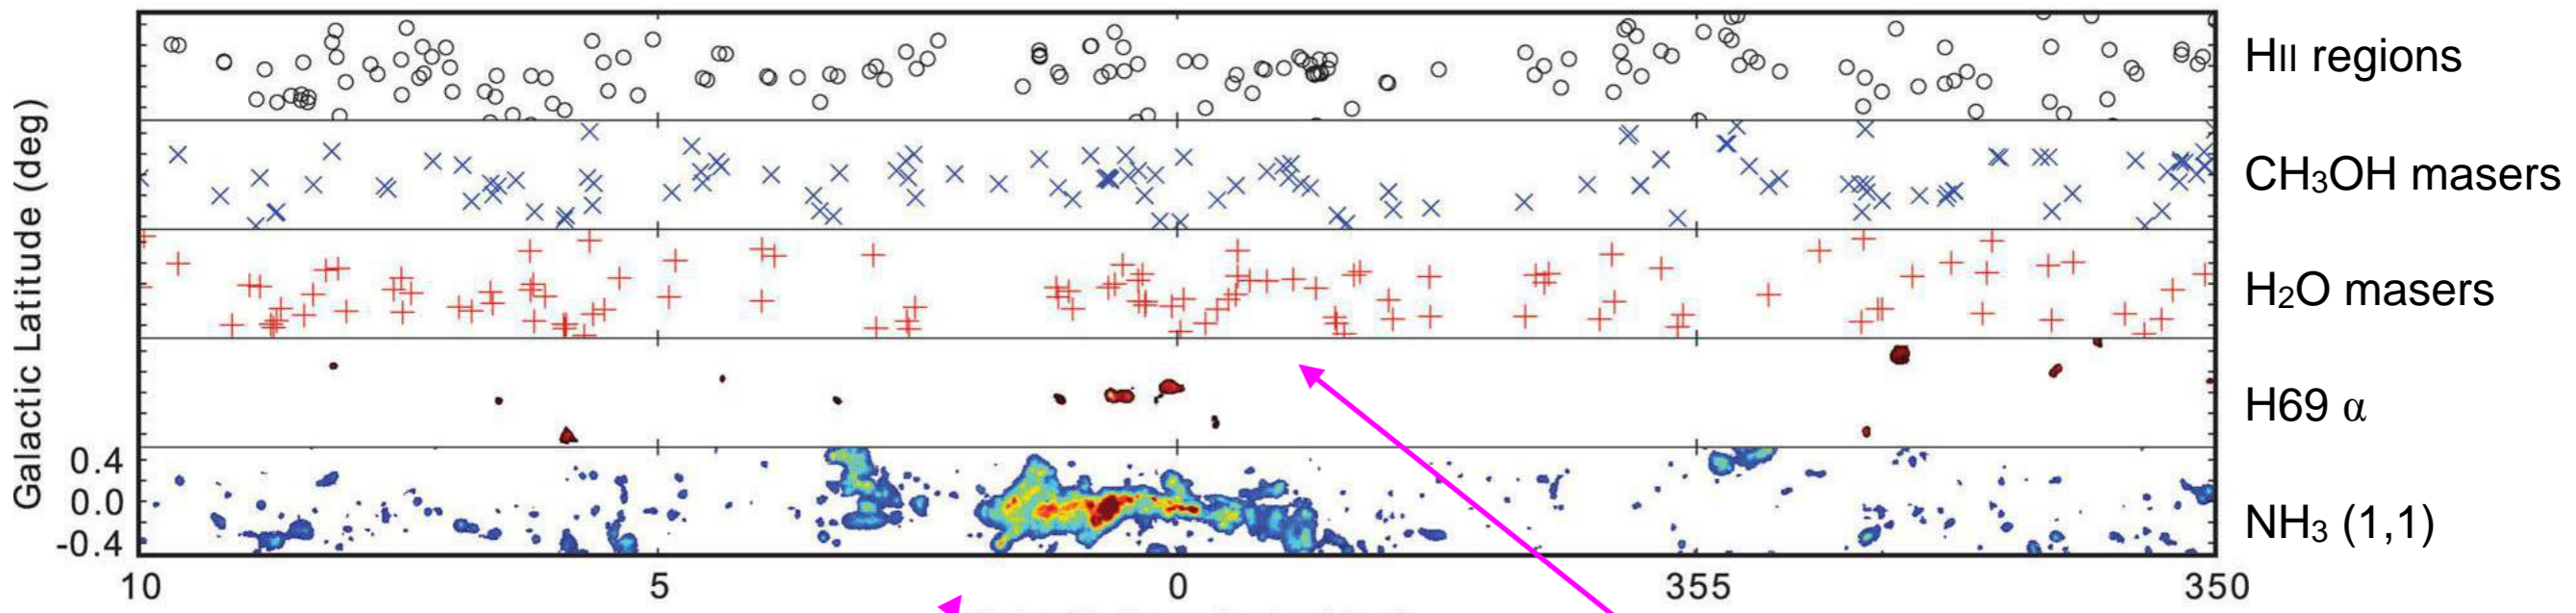 HII regions
CH3OH masers
H2O masers
H69 α
NH3 (1,1)
Galactic Latitude (deg)
0.4
0.0
-0.4
10 5 0 355 350